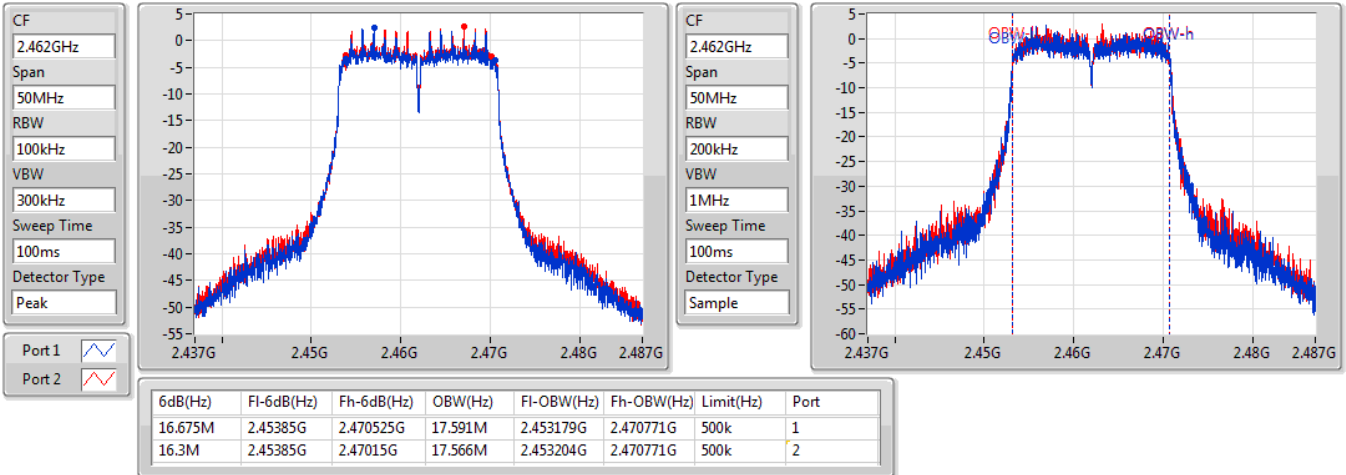 CF
2.462GHz
Span
50MHz
RBW
100kHz
VBW
300kHz
Sweep Time
100ms
Detector Type
Peak
Port 1
Port 2
5
0
-5
-10
-15
-20
-25
-30
-35
-40
-45
-50
-55
2.437G 2.45G 2.46G 2.47G 2.48G 2.487G
CF
2.462GHz
Span
50MHz
RBW
200kHz
VBW
1MHz
Sweep Time
100ms
Detector Type
Sample
5
0
-5
-10
-15
-20
-25
-30
-35
-40
-45
-50
-55
-60
OBW-h
2.437G 2.45G 2.46G 2.47G 2.48G 2.487G
6dB(Hz) Fl-6dB(Hz) Fh-6dB(Hz) OBW(Hz) Fl-OBW(Hz) Fh-OBW(Hz) Limit(Hz) Port
16.675M 2.45385G 2.470525G 17.591M 2.453179G 2.470771G 500k 1
16.3M 2.45385G 2.47015G 17.566M 2.453204G 2.470771G 500k 2